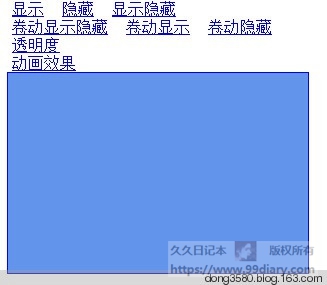 显示 隐藏 显示隐藏
卷动显示隐藏 卷动显示 卷动隐藏
透明度
动画效果
久久日记本 版权所有
https://www.99diary.com
dong3580.blog.163.com